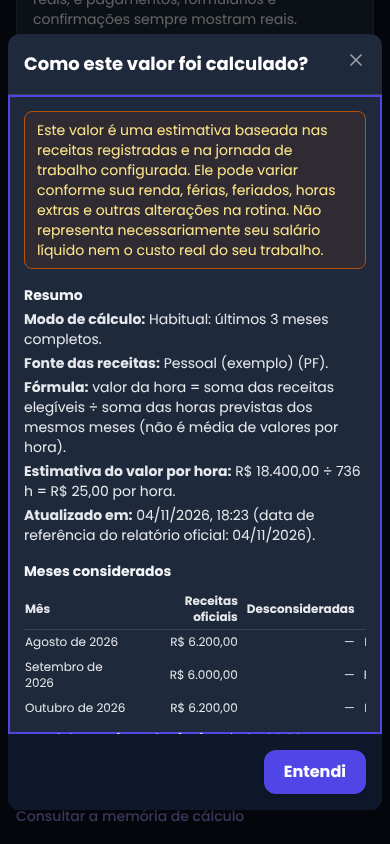 reais, e pagamentos, formulários e
confirmações sempre mostram reais.
Como este valor foi calculado?
Este valor é uma estimativa baseada nas
receitas registradas e na jornada de
trabalho configurada. Ele pode variar
conforme sua renda, férias, feriados, horas
extras e outras alterações na rotina. Não
representa necessariamente seu salário
líquido nem o custo real do seu trabalho.
Resumo
Modo de cálculo: Habitual: últimos 3 meses
completos.
Fonte das receitas: Pessoal (exemplo) (PF).
Fórmula: valor da hora = soma das receitas
elegíveis ÷ soma das horas previstas dos
mesmos meses (não é média de valores por
hora).
Estimativa do valor por hora: R$ 18.400,00 ÷ 736
h = R$ 25,00 por hora.
Atualizado em: 04/11/2026, 18:23 (data de
referência do relatório oficial: 04/11/2026).
Meses considerados
Mês Receitas oficiais Desconsideradas
Agosto de 2026 R$ 6.200,00 —
Setembro de 2026 R$ 6.000,00 —
Outubro de 2026 R$ 6.200,00 —
Entendi
Consultar a memória de cálculo